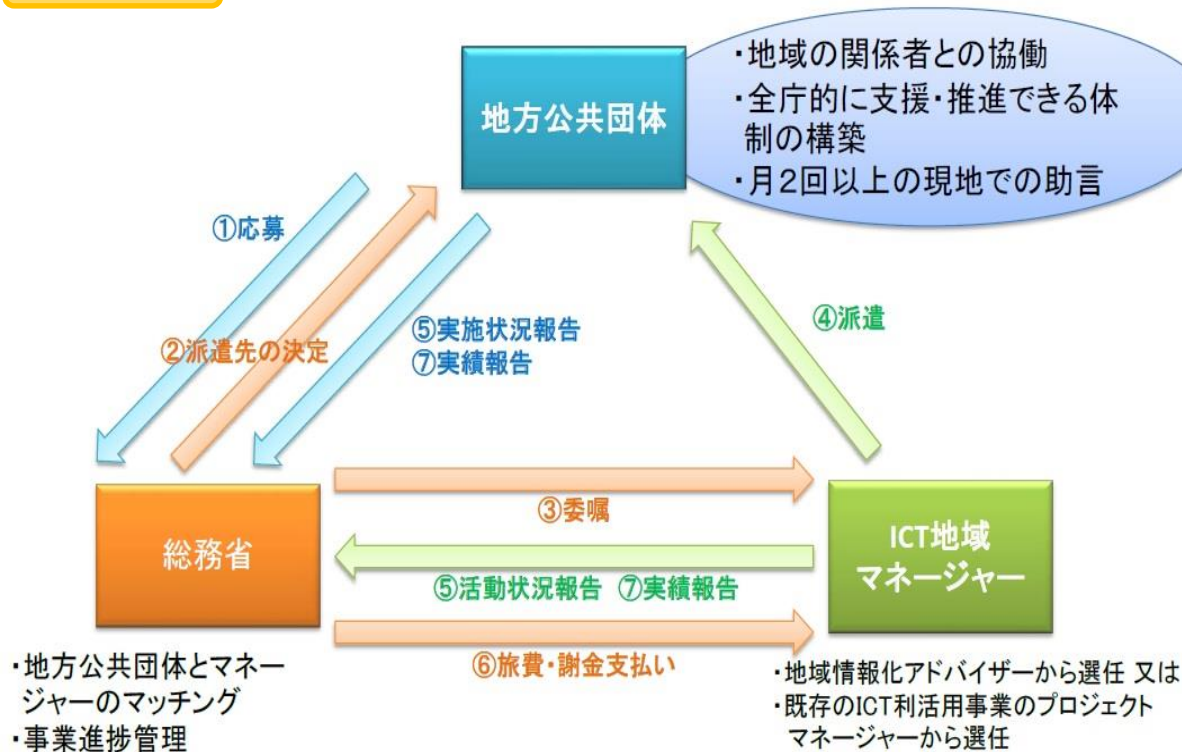 ・地域の関係者との協働
・全庁的に支援・推進できる体
制の構築
・月2回以上の現地での助言
地方公共団体
①応募
②派遣先の決定
⑤実施状況報告
⑦実績報告
④派遣
③委嘱
総務省
ICT地域
マネージャー
⑤活動状況報告 ⑦実績報告
⑥旅費・謝金支払い
・地方公共団体とマネー
ジャーのマッチング
・事業進捗管理
・地域情報化アドバイザーから選任 又は
・既存のICT利活用事業のプロジェクト
マネージャーから選任